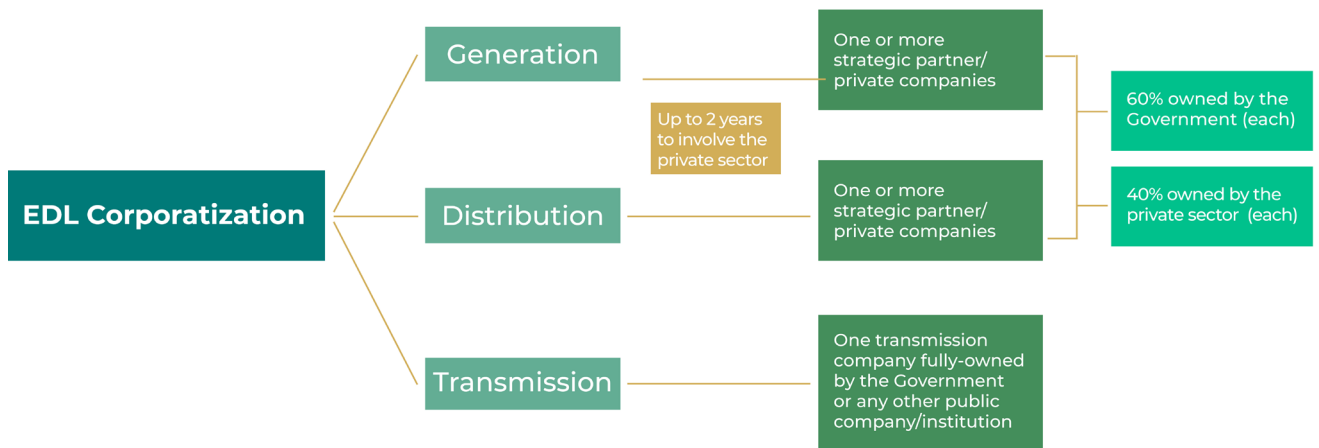 EDL Corporatization
Generation
Up to 2 years
to involve the
private sector
One or more
strategic partner/
private companies
Distribution
One or more
strategic partner/
private companies
60% owned by the
Government (each)
40% owned by the
private sector (each)
Transmission
One transmission
company fully-owned
by the Government
or any other public
company/institution